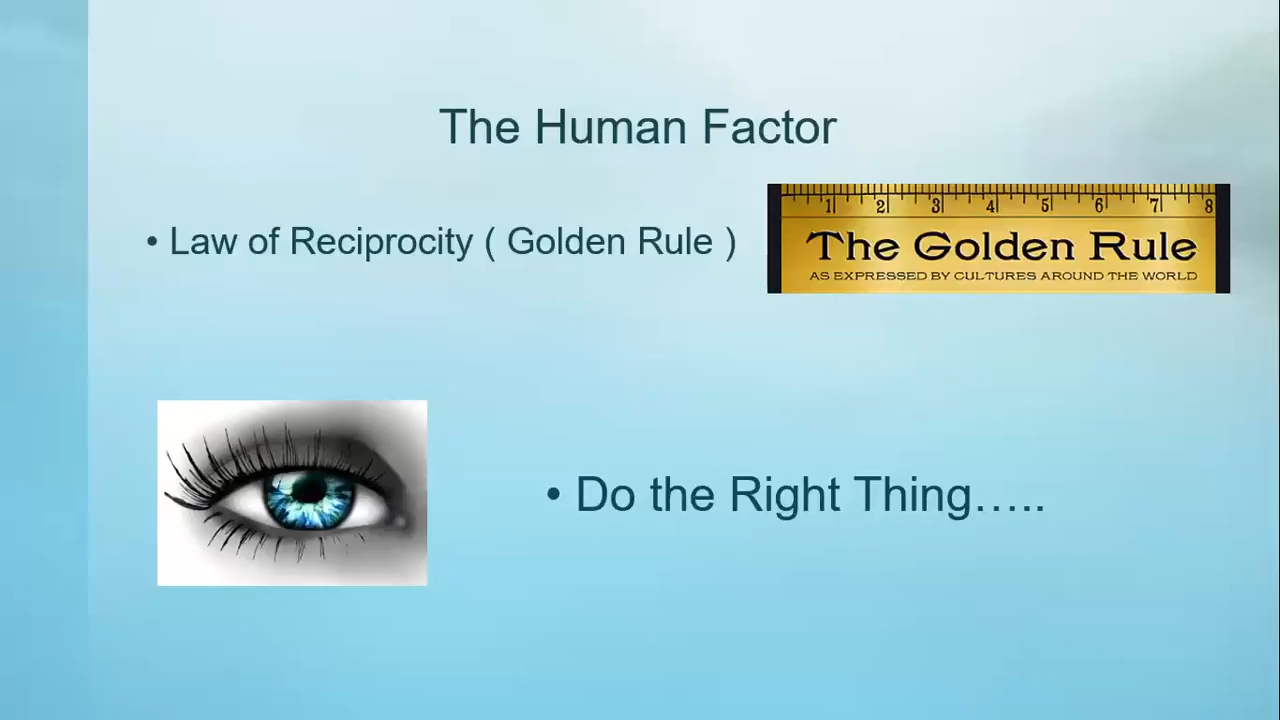 The Human Factor
• Law of Reciprocity ( Golden Rule )
1 2 3 4 5 6 7 8
The Golden Rule
AS EXPRESSED BY CULTURES AROUND THE WORLD
• Do the Right Thing.....